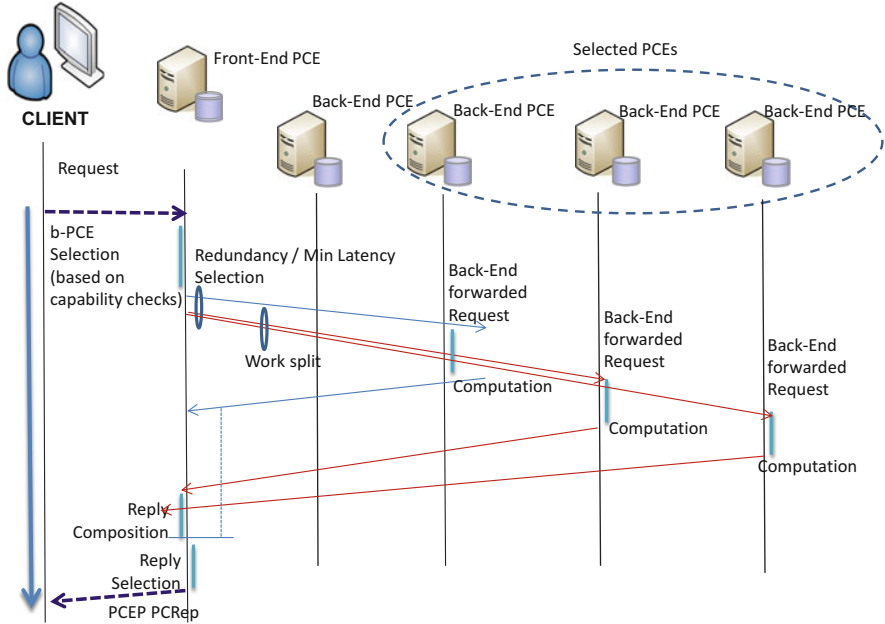 Selected PCEs
Front-End PCE
Back-End PCE
Back-End PCE
Back-End PCE
Back-End PCE
CLIENT
Request
b-PCE
Selection
(based on
capability checks)
Redundancy / Min Latency
Selection
Work split
Back-End
forwarded
Request
Computation
Back-End
forwarded
Request
Computation
Back-End
forwarded
Request
Computation
Reply
Composition
Reply
Selection
PCEP PCRep